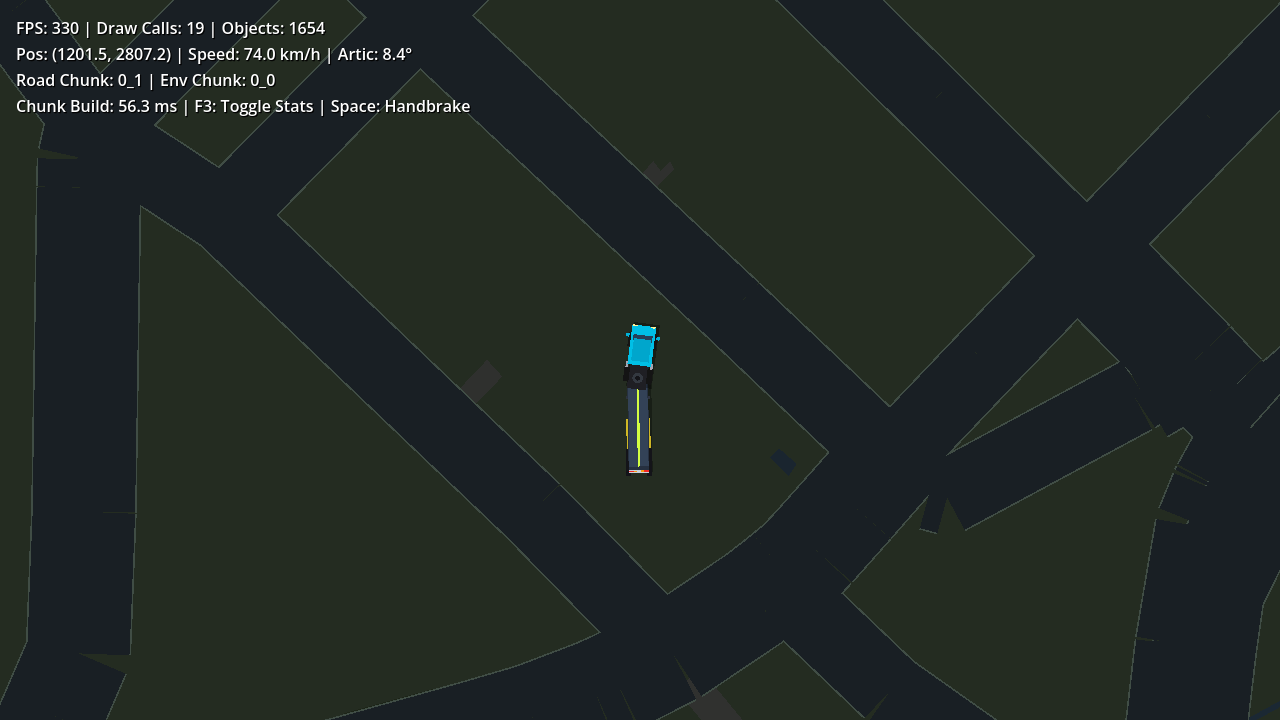 FPS: 330 | Draw Calls: 19 | Objects: 1654
Pos: (1201.5, 2807.2) | Speed: 74.0 km/h | Artic: 8.4°
Road Chunk: 0_1 | Env Chunk: 0_0
Chunk Build: 56.3 ms | F3: Toggle Stats | Space: Handbrake